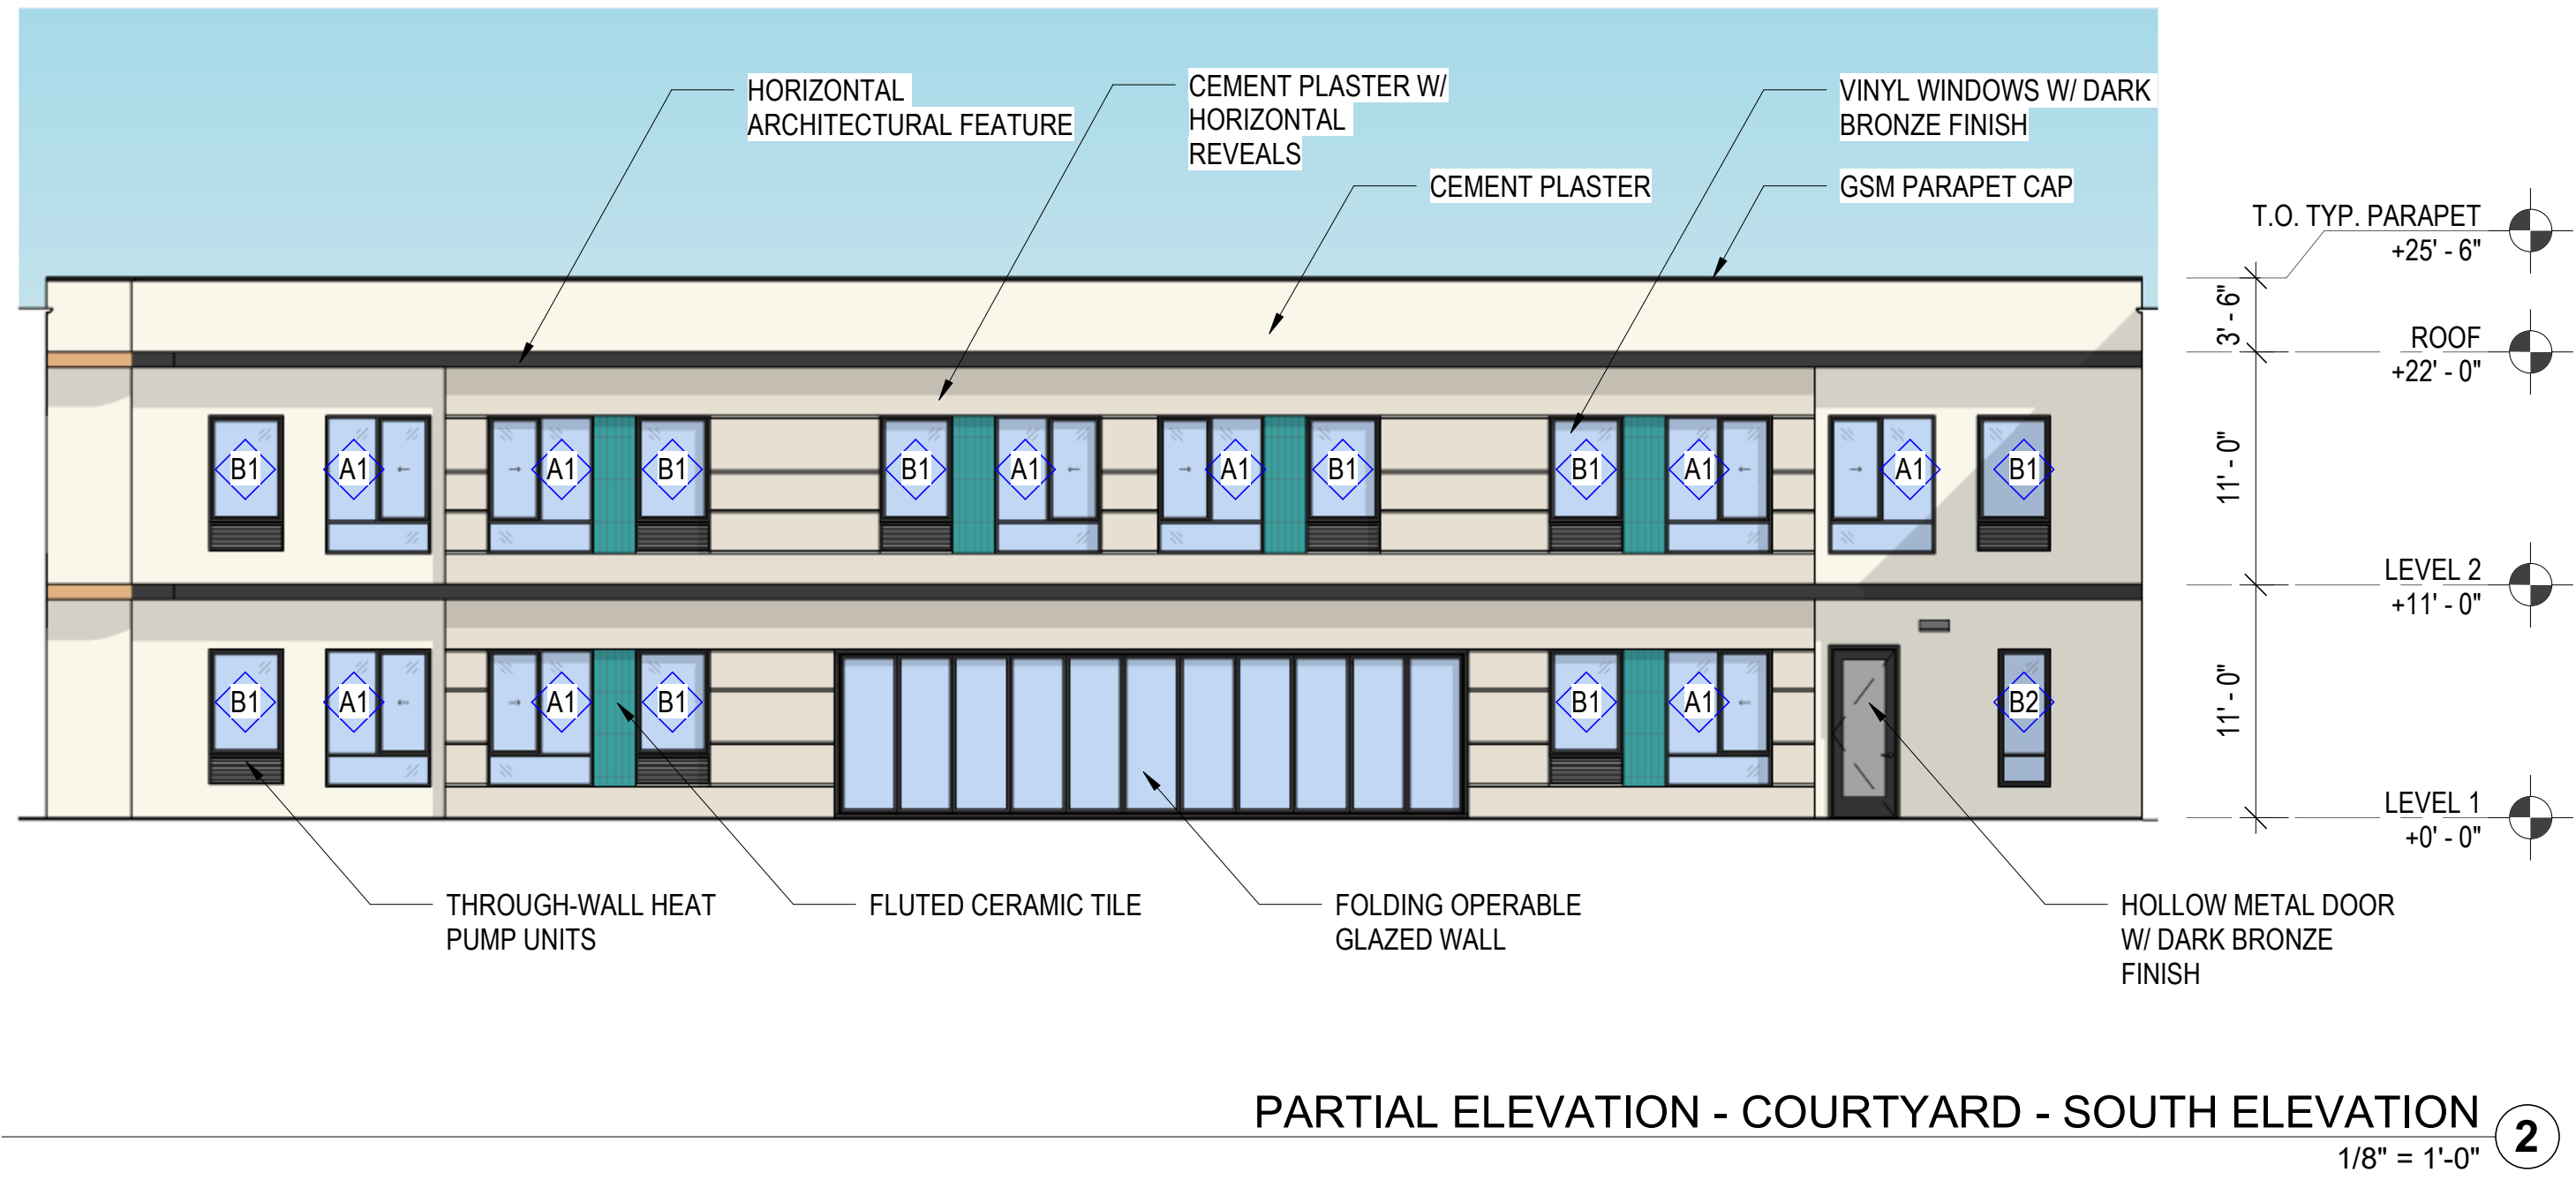 HORIZONTAL
ARCHITECTURAL FEATURE
CEMENT PLASTER W/
HORIZONTAL
REVEALS
VINYL WINDOWS W/ DARK
BRONZE FINISH
CEMENT PLASTER
GSM PARAPET CAP
T.O. TYP. PARAPET
+25' - 6"
3' - 6"
ROOF
+22' - 0"
11' - 0"
B1 A1 A1 B1 B1 A1 A1 B1 B1 A1 A1 B1
LEVEL 2
+11' - 0"
11' - 0"
B1 A1 A1 B1 B1 A1 B2
LEVEL 1
+0' - 0"
THROUGH-WALL HEAT
PUMP UNITS
FLUTED CERAMIC TILE
FOLDING OPERABLE
GLAZED WALL
HOLLOW METAL DOOR
W/ DARK BRONZE
FINISH
PARTIAL ELEVATION - COURTYARD - SOUTH ELEVATION
2
1/8" = 1'-0"